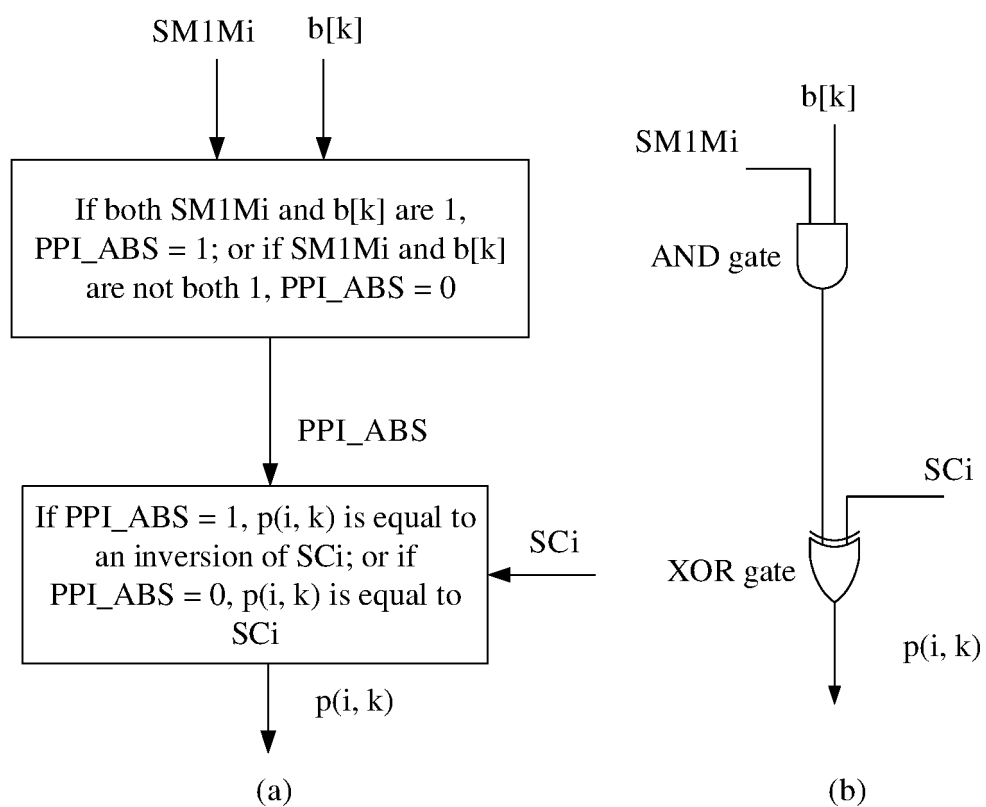 SM1Mi
b[k]
If both SM1Mi and b[k] are 1,
PPI_ABS = 1; or if SM1Mi and b[k]
are not both 1, PPI_ABS = 0
PPI_ABS
If PPI_ABS = 1, p(i, k) is equal to
an inversion of SCi; or if
PPI_ABS = 0, p(i, k) is equal to
SCi
SCi
p(i, k)
(a)
b[k]
SM1Mi
AND gate
SCi
XOR gate
p(i, k)
(b)